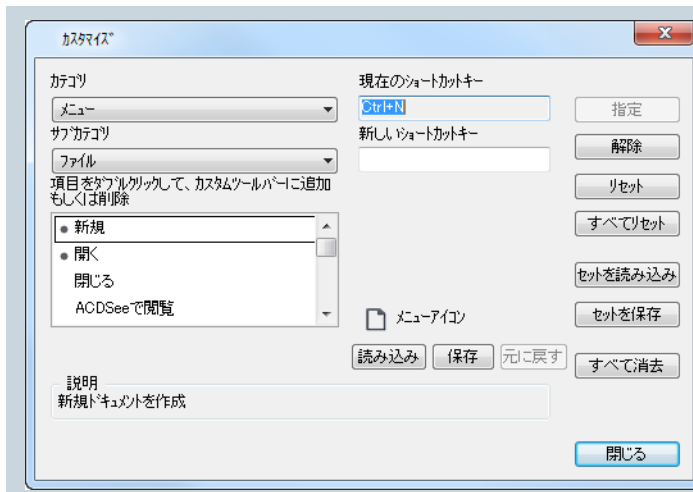 カスタマイズ
カテゴリ
メニュー
サブカテゴリ
ファイル
項目をダブルクリックして、カスタムツールバーに追加
もしくは削除
新規
開く
閉じる
ACDSeeで閲覧
現在のショートカットキー
Ctrl+N
新しいショートカットキー
メニューアイコン
読み込み 保存 元に戻す
指定
解除
リセット
すべてリセット
セットを読み込み
セットを保存
すべて消去
説明
新規ドキュメントを作成
閉じる